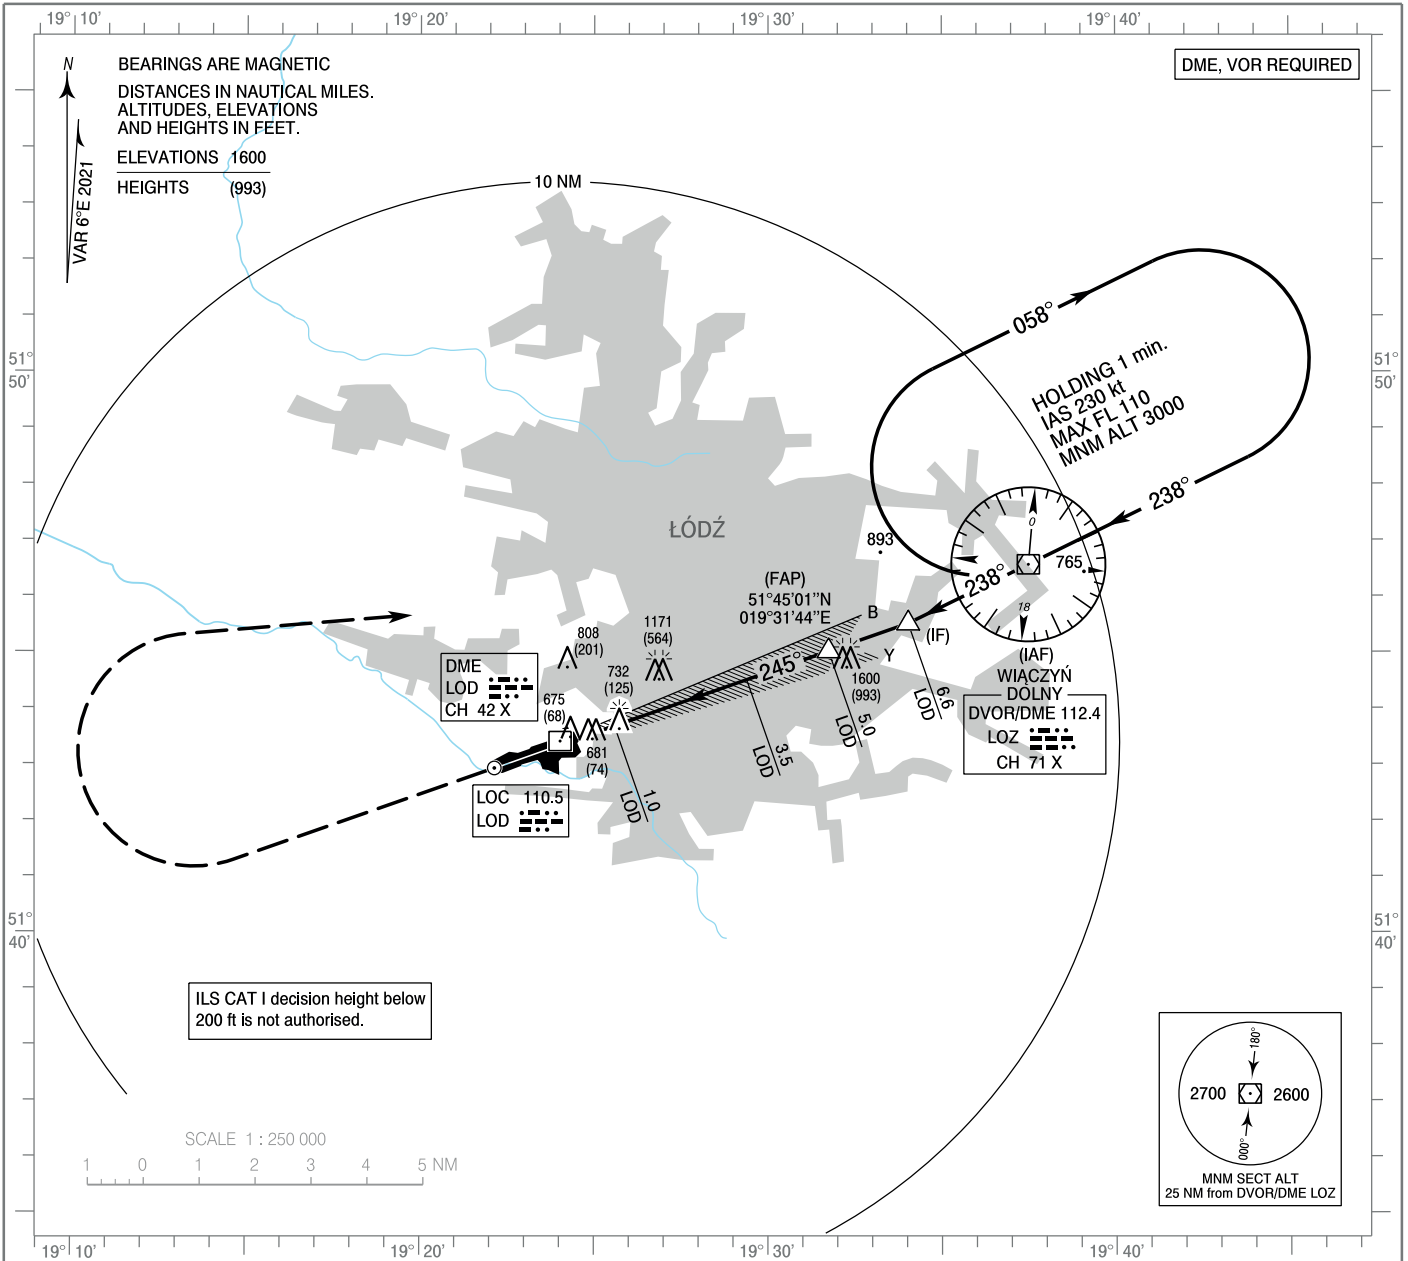 19° 10'
19° 20'
19° 30'
19° 40'
N
VAR 6°E 2021
BEARINGS ARE MAGNETIC
DISTANCES IN NAUTICAL MILES.
ALTITUDES, ELEVATIONS
AND HEIGHTS IN FEET.
ELEVATIONS 1600
HEIGHTS (993)
DME, VOR REQUIRED
10 NM
058°
HOLDING 1 min.
IAS 230 kt
MAX FL 110
MNM ALT 3000
238°
51°
50'
51°
50'
ŁÓDŹ
893
0
765
238°
18
(FAP)
51°45'01''N
019°31'44''E
B
Y
(IF)
(IAF)
WIĄCZYŃ
DOLNY
DVOR/DME 112.4
LOZ
CH 71 X
1171
(564)
808
(201)
732
(125)
245°
1600
(993)
DME
LOD
CH 42 X
675
(68)
681
(74)
6.6
LOD
5.0
LOD
3.5
LOD
1.0
LOD
LOC 110.5
LOD
51°
40'
51°
40'
ILS CAT I decision height below
200 ft is not authorised.
SCALE 1 : 250 000
1 0 1 2 3 4 5 NM
180°
2700 2600
000°
MNM SECT ALT
25 NM from DVOR/DME LOZ
19° 10'
19° 20'
19° 30'
19° 40'